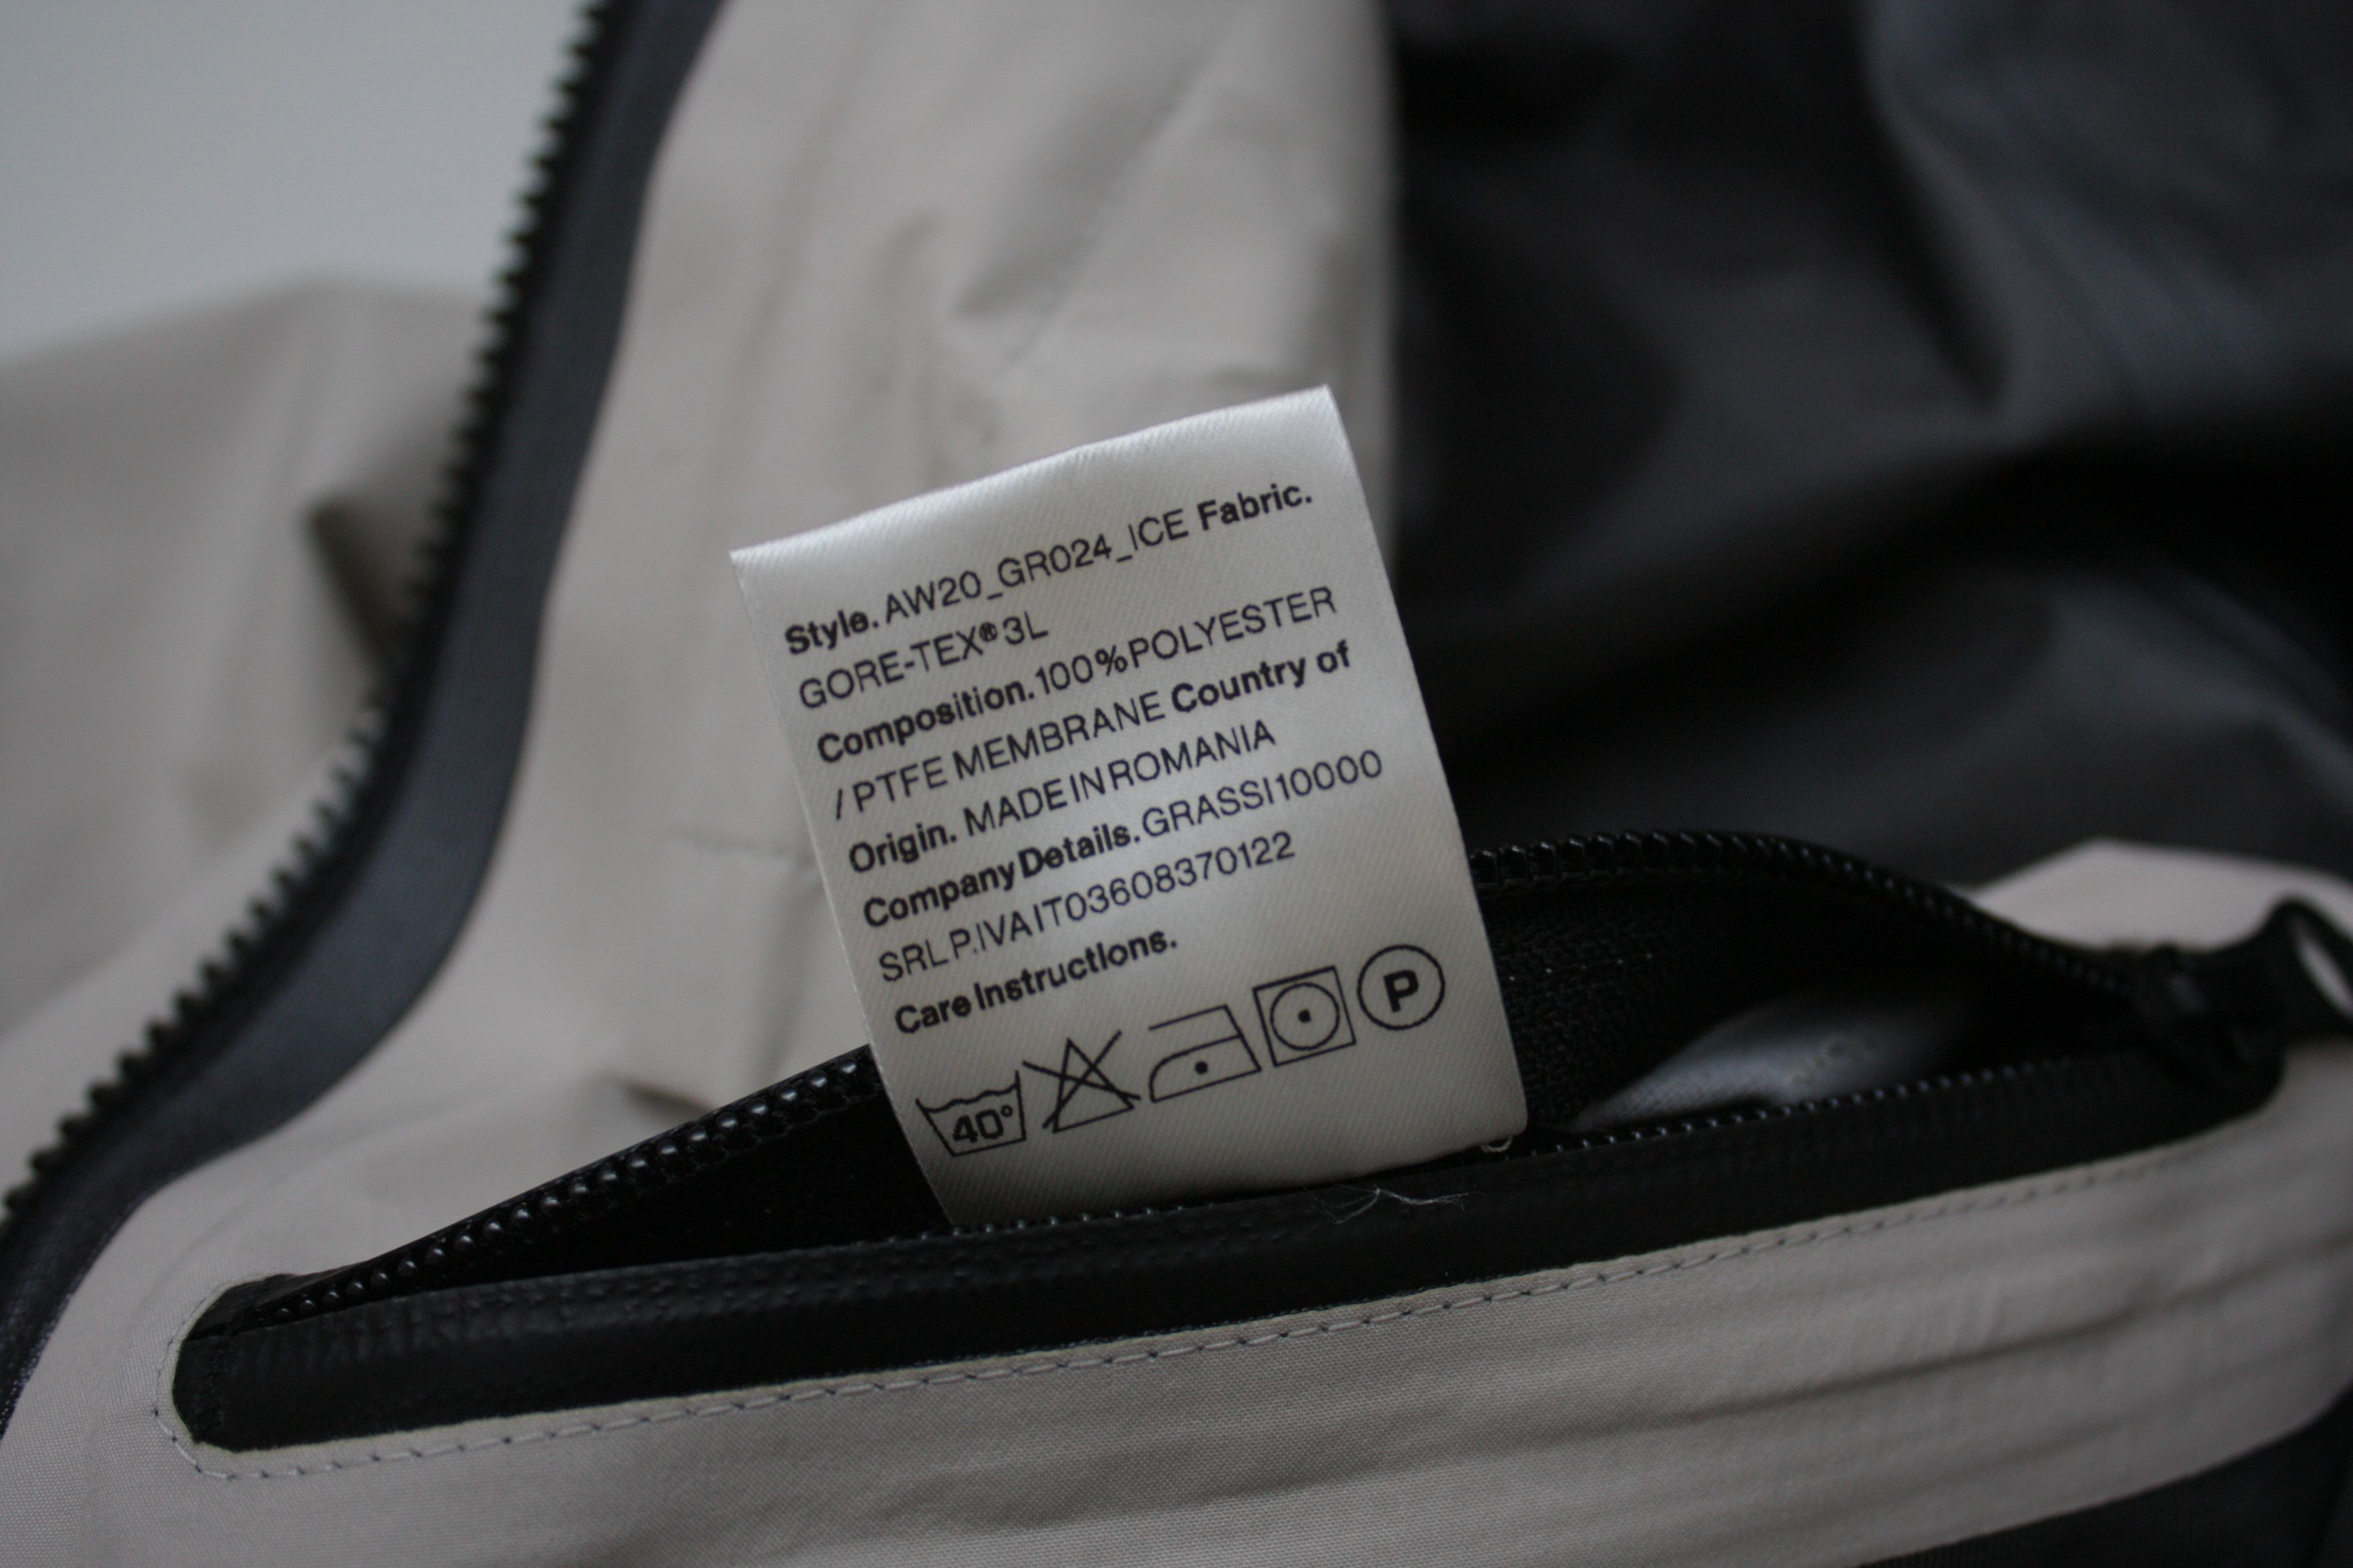 Style. AW20_GR024_ICE Fabric.
GORE-TEX® 3L
Composition. 100%POLYESTER
/ PTFE MEMBRANE Country of
Origin. MADE IN ROMANIA
Company Details. GRASSI 10000
SRL P.IVA IT03608370122
Care Instructions.
40° P